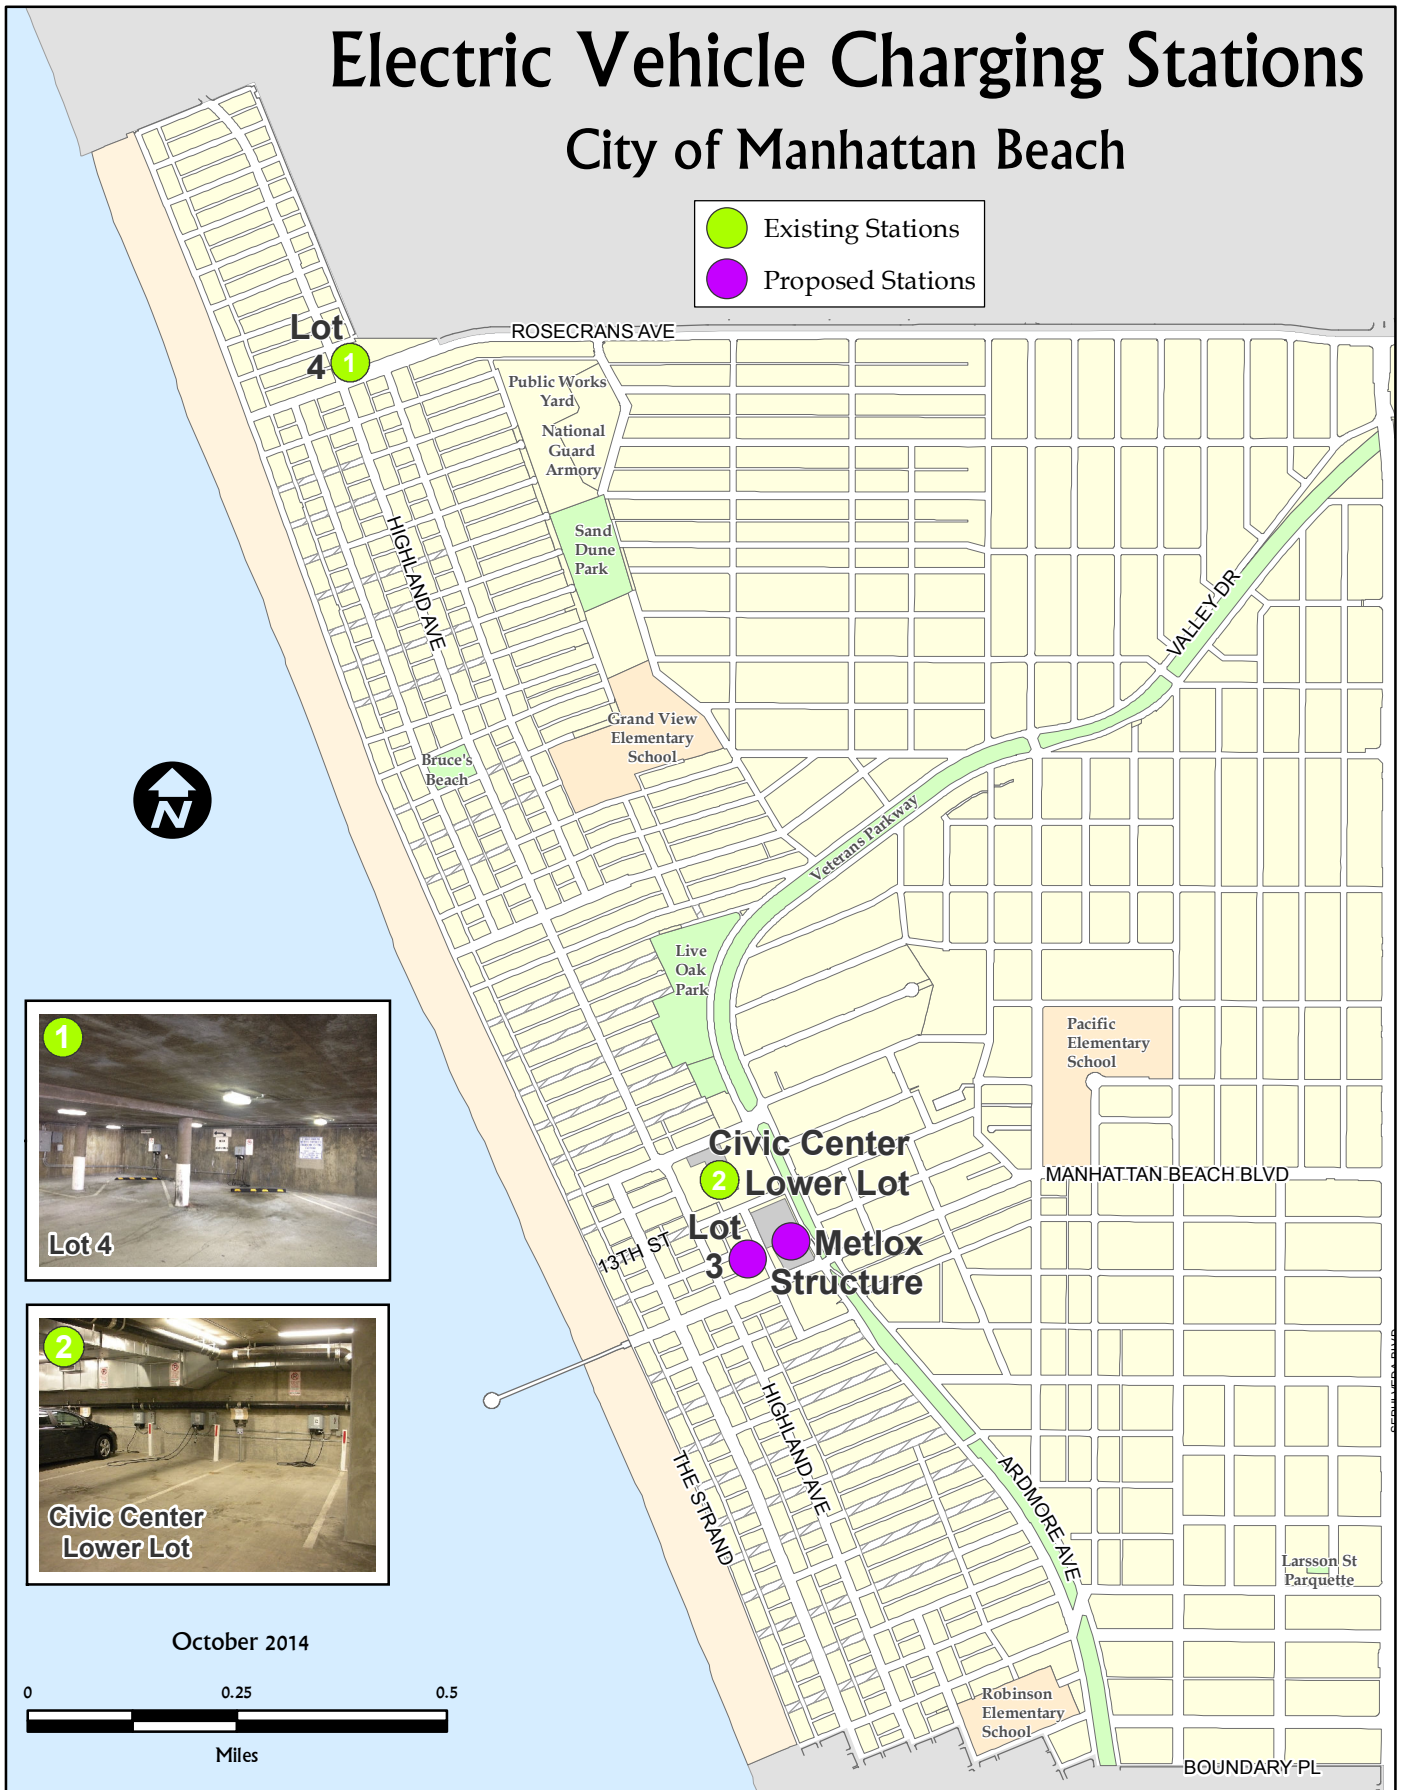 Electric Vehicle Charging Stations
City of Manhattan Beach
Existing Stations
Proposed Stations
ROSECRANS AVE
Lot
4
1
Public Works
Yard
National
Guard
Armory
HIGHLAND AVE
Sand
Dune
Park
VALLEY DR
Grand View
Elementary
School
Bruce's
Beach
N
Veterans Parkway
Live
Oak
Park
Pacific
Elementary
School
1
Lot 4
Civic Center
2
Lower Lot
MANHATTAN BEACH BLVD
13TH ST
Lot
3
Metlox
Structure
2
Civic Center
Lower Lot
HIGHLAND AVE
THE STRAND
ARDMORE AVE
SEPULVEDA BLVD
Larsson St
Parquette
October 2014
0 0.25 0.5
Miles
Robinson
Elementary
School
BOUNDARY PL